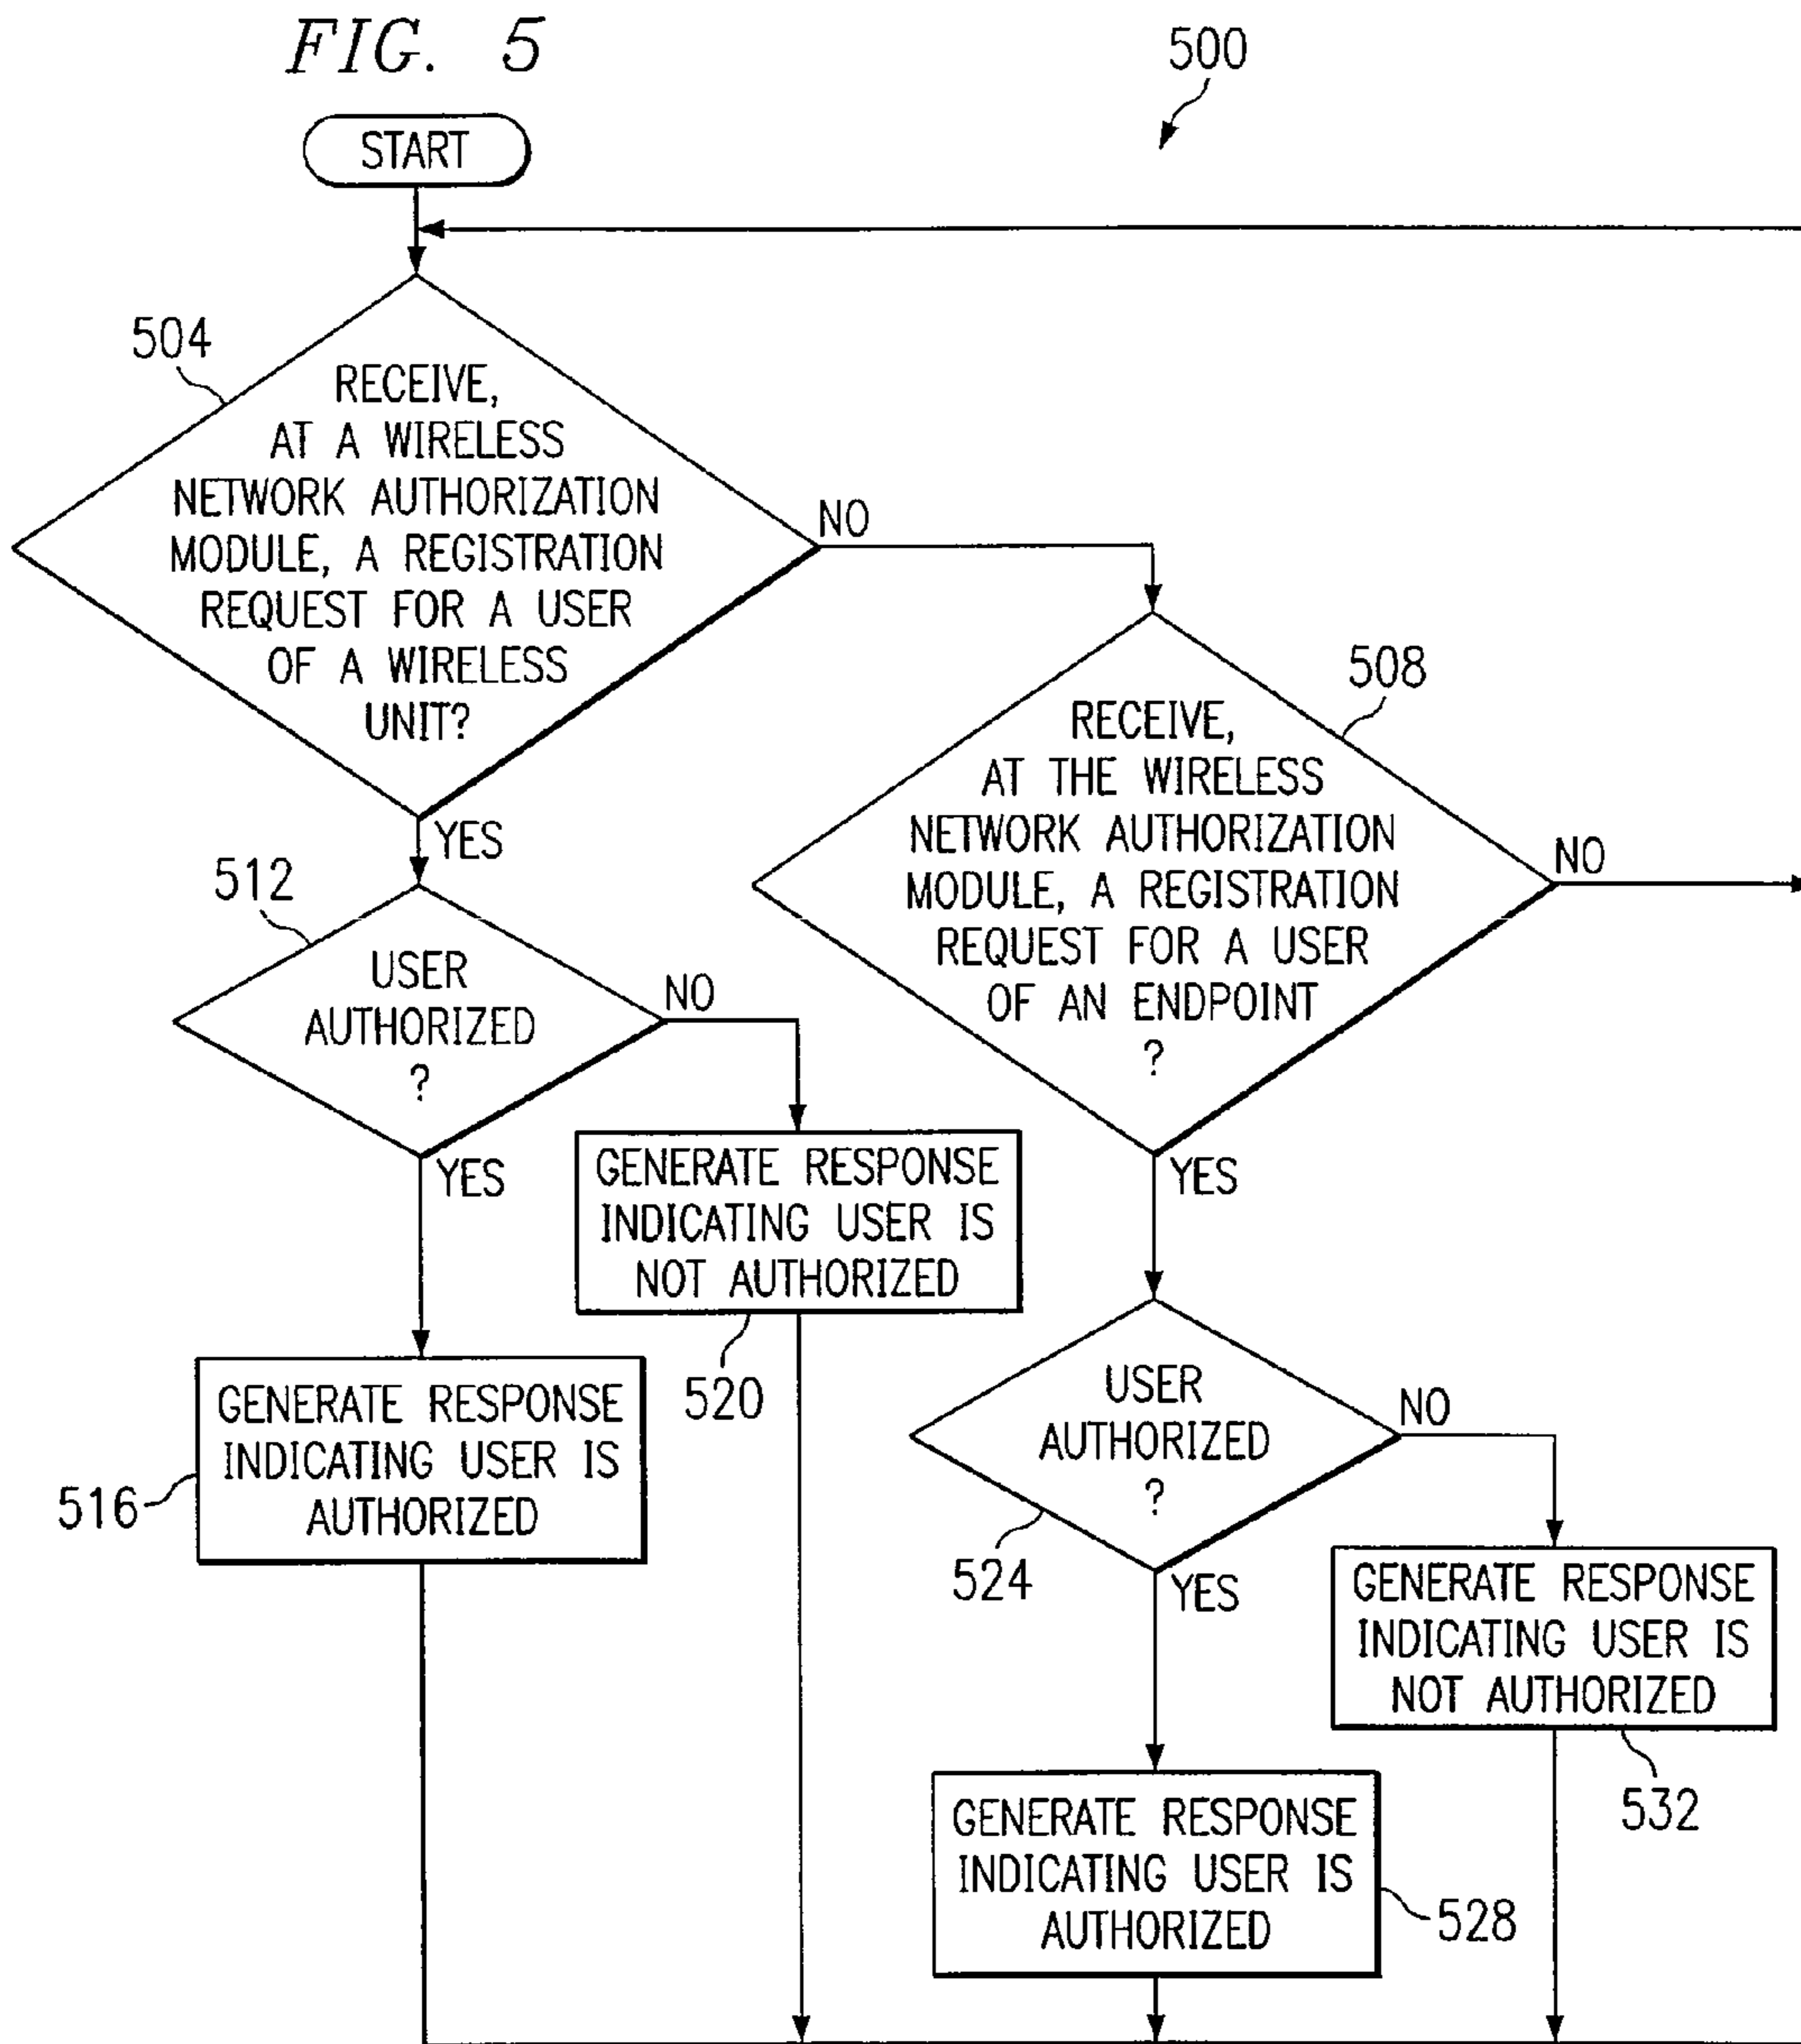 FIG. 5
500
START
504
RECEIVE,
AT A WIRELESS
NETWORK AUTHORIZATION
MODULE, A REGISTRATION
REQUEST FOR A USER
OF A WIRELESS
UNIT?
NO
YES
508
RECEIVE,
AT THE WIRELESS
NETWORK AUTHORIZATION
MODULE, A REGISTRATION
REQUEST FOR A USER
OF AN ENDPOINT
?
NO
YES
512
USER
AUTHORIZED
?
NO
YES
GENERATE RESPONSE
INDICATING USER IS
NOT AUTHORIZED
520
GENERATE RESPONSE
INDICATING USER IS
AUTHORIZED
516
USER
AUTHORIZED
?
524
NO
YES
GENERATE RESPONSE
INDICATING USER IS
NOT AUTHORIZED
532
GENERATE RESPONSE
INDICATING USER IS
AUTHORIZED
528